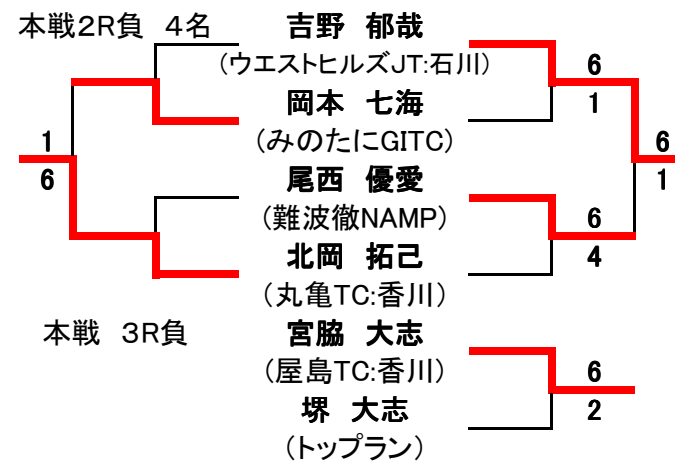 本戦２R負　４名
吉野　郁哉
（ウエストヒルズJT:石川）
6
岡本　七海
1
（みのたにGITC）
1
6
6
1
尾西　優愛
（難波徹NAMP）
6
北岡　拓己
4
（丸亀TC:香川）
本戦　３R負
宮脇　大志
（屋島TC:香川）
6
堺　大志
2
（トップラン）